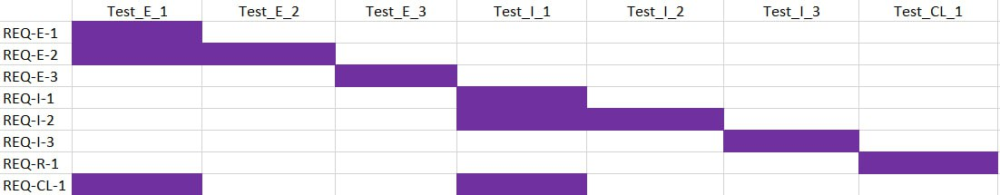 Test_E_1 Test_E_2 Test_E_3 Test_I_1 Test_I_2 Test_I_3 Test_CL_1
REQ-E-1
REQ-E-2
REQ-E-3
REQ-I-1
REQ-I-2
REQ-I-3
REQ-R-1
REQ-CL-1